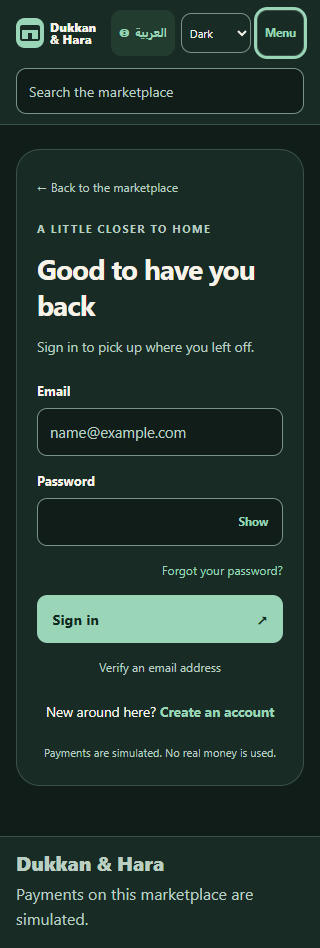 Dukkan
& Hara
العربية
Dark
Menu
Search the marketplace
← Back to the marketplace
A LITTLE CLOSER TO HOME
Good to have you
back
Sign in to pick up where you left off.
Email
name@example.com
Password
Show
Forgot your password?
Sign in ↗
Verify an email address
New around here? Create an account
Payments are simulated. No real money is used.
Dukkan & Hara
Payments on this marketplace are
simulated.